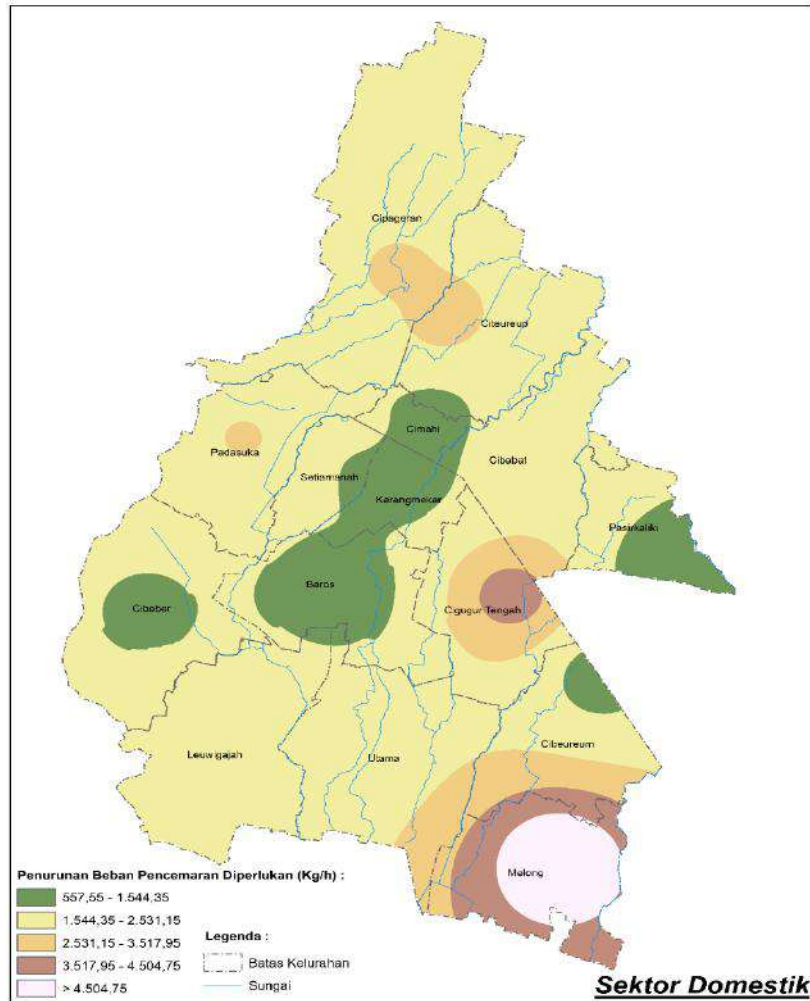 Cipageran
Citeureup
Cimahi
Padasuka
Cibabat
Setiamanah
Karangmekar
Pasirkaliki
Baros
Cibeber
Cigugur Tengah
Cibeureum
Leuwigajah
Utama
Melong
Penurunan Beban Pencemaran Diperlukan (Kg/h) :
557,55 - 1.544,35
1.544,35 - 2.531,15
2.531,15 - 3.517,95
3.517,95 - 4.504,75
> 4.504,75
Legenda :
Batas Kelurahan
Sungai
Sektor Domestik